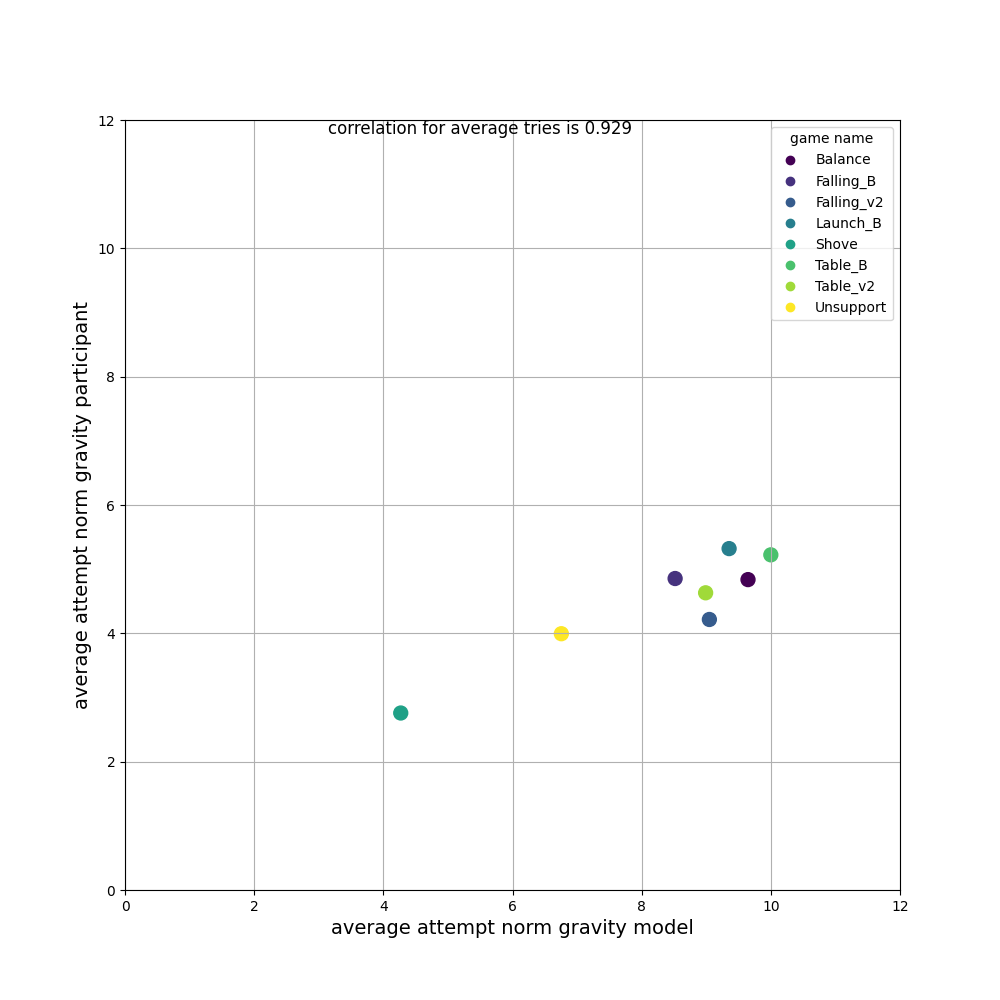 correlation for average tries is 0.929
game name
Balance
Falling_B
Falling_v2
Launch_B
Shove
Table_B
Table_v2
Unsupport
12
10
8
6
4
2
0
average attempt norm gravity participant
0 2 4 6 8 10 12
average attempt norm gravity model